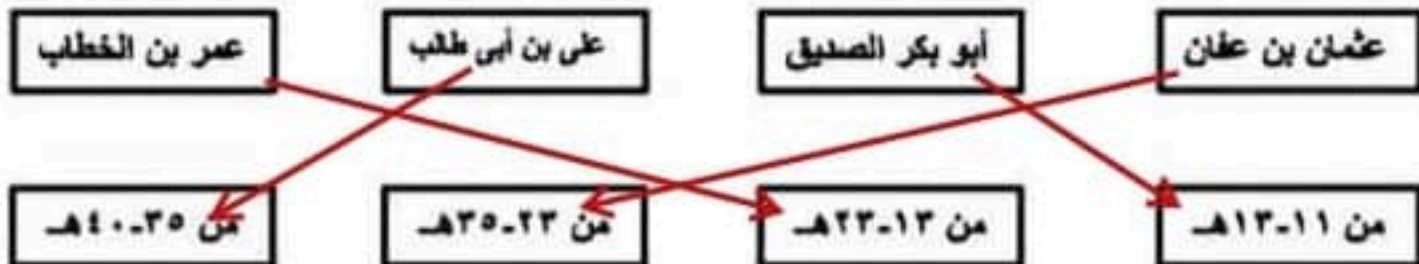 عثمان بن عفان
أبو بكر الصديق
على بن أبى طالب
عمر بن الخطاب
من ١١-١٣هـ
من ١٣-٢٣هـ
من ٢٣-٣٥هـ
من ٣٥-٤٠هـ